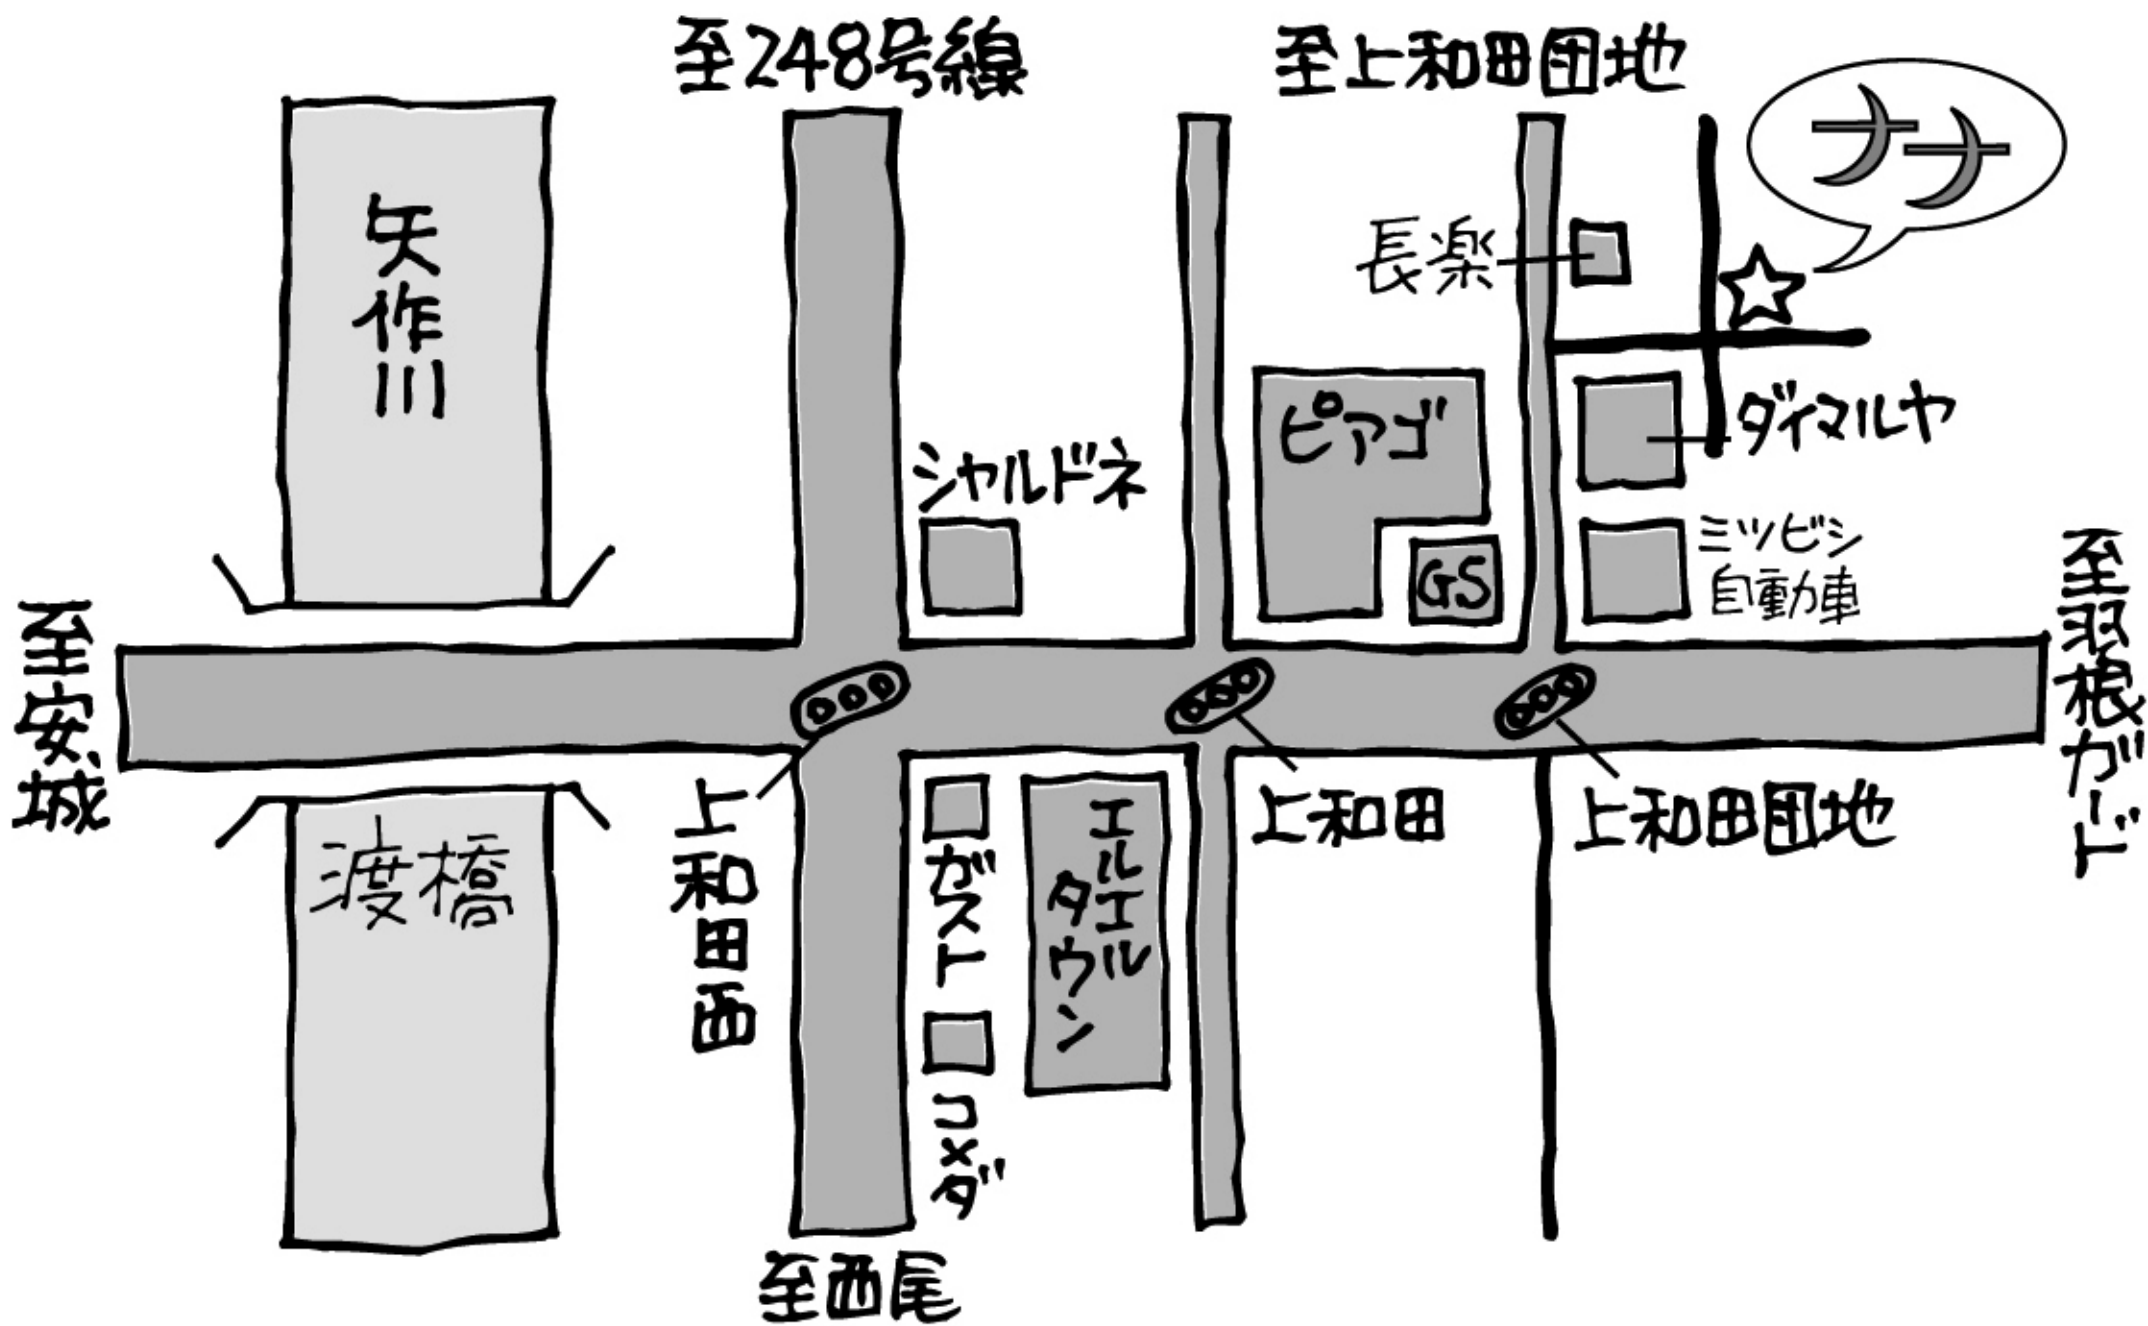 至248号線
至上和田団地
ナナ
矢作川
長楽
ピアゴ
ダイマルヤ
シャルドネ
GS
ミツビシ
自動車
至安城
至羽根ガード
上和田西
上和田
上和田団地
渡橋
ガスト
エルエル
タウン
コメダ
至西尾